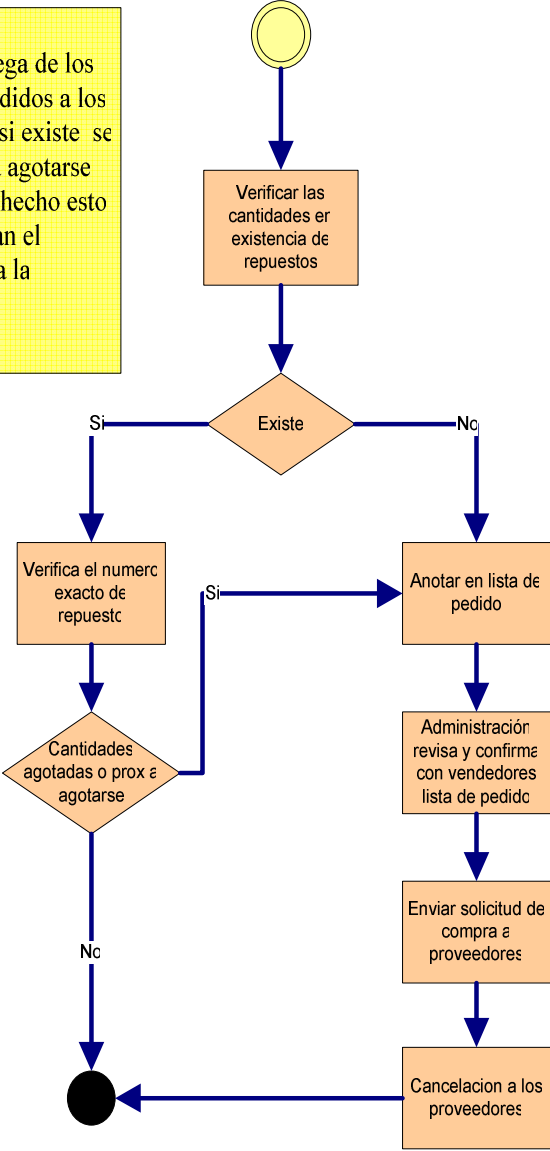 ega de los
didos a los
si existe se
a agotarse
hecho esto
an el
a la
Verificar las
cantidades en
existencia de
repuestos
Existe
Si
No
Verifica el numero
exacto de
repuesto
Si
Anotar en lista de
pedido
Cantidades
agotadas o prox a
agotarse
Administración
revisa y confirma
con vendedores
lista de pedido
Enviar solicitud de
compra a
proveedores
No
Cancelacion a los
proveedores